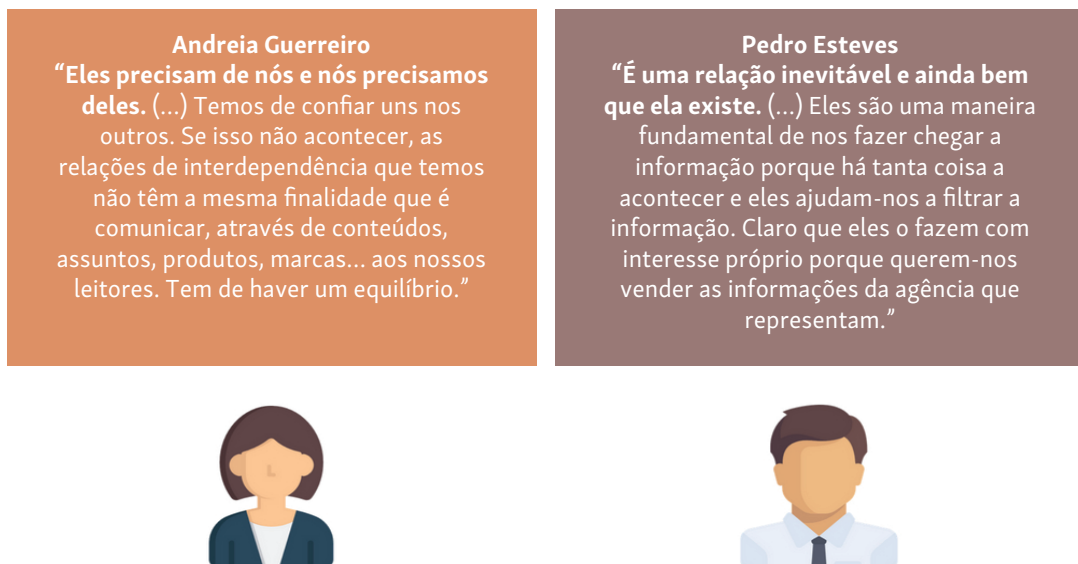 Andreia Guerreiro
“Eles precisam de nós e nós precisamos
deles. (...) Temos de confiar uns nos
outros. Se isso não acontecer, as
relações de interdependência que temos
não têm a mesma finalidade que é
comunicar, através de conteúdos,
assuntos, produtos, marcas... aos nossos
leitores. Tem de haver um equilíbrio.”
Pedro Esteves
“É uma relação inevitável e ainda bem
que ela existe. (...) Eles são uma maneira
fundamental de nos fazer chegar a
informação porque há tanta coisa a
acontecer e eles ajudam-nos a filtrar a
informação. Claro que eles o fazem com
interesse próprio porque querem-nos
vender as informações da agência que
representam.”